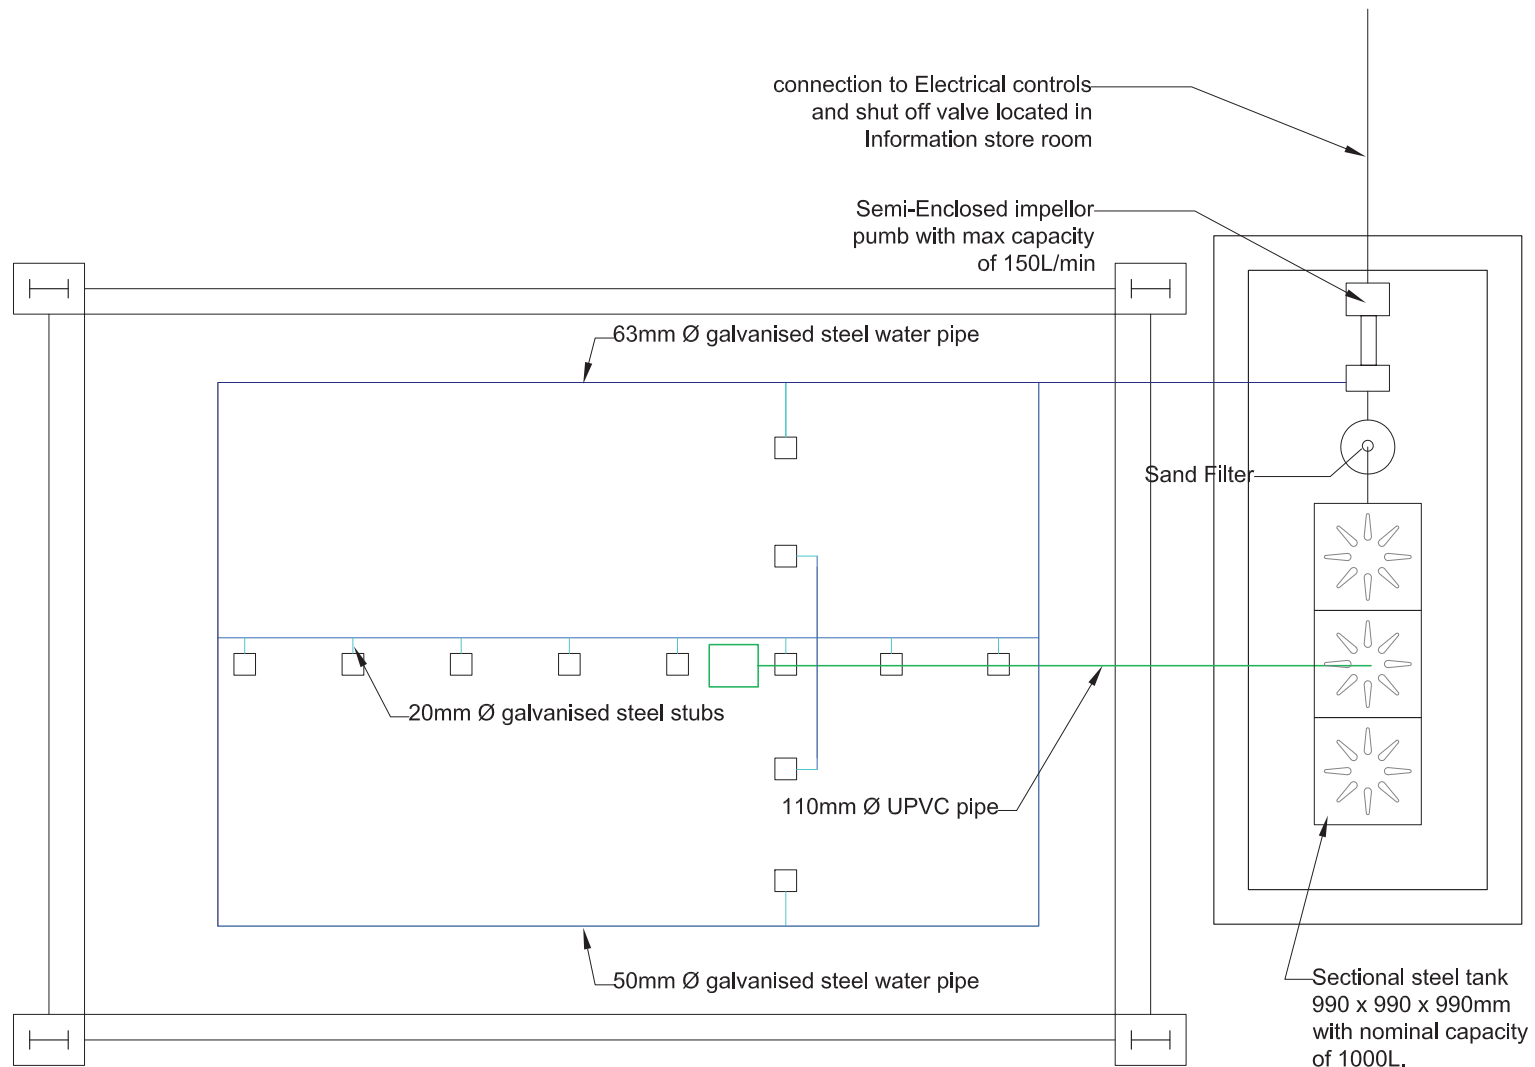 connection to Electrical controls
and shut off valve located in
Information store room
Semi-Enclosed impellor
pumb with max capacity
of 150L/min
63mm Ø galvanised steel water pipe
Sand Filter
20mm Ø galvanised steel stubs
110mm Ø UPVC pipe
50mm Ø galvanised steel water pipe
Sectional steel tank
990 x 990 x 990mm
with nominal capacity
of 1000L.